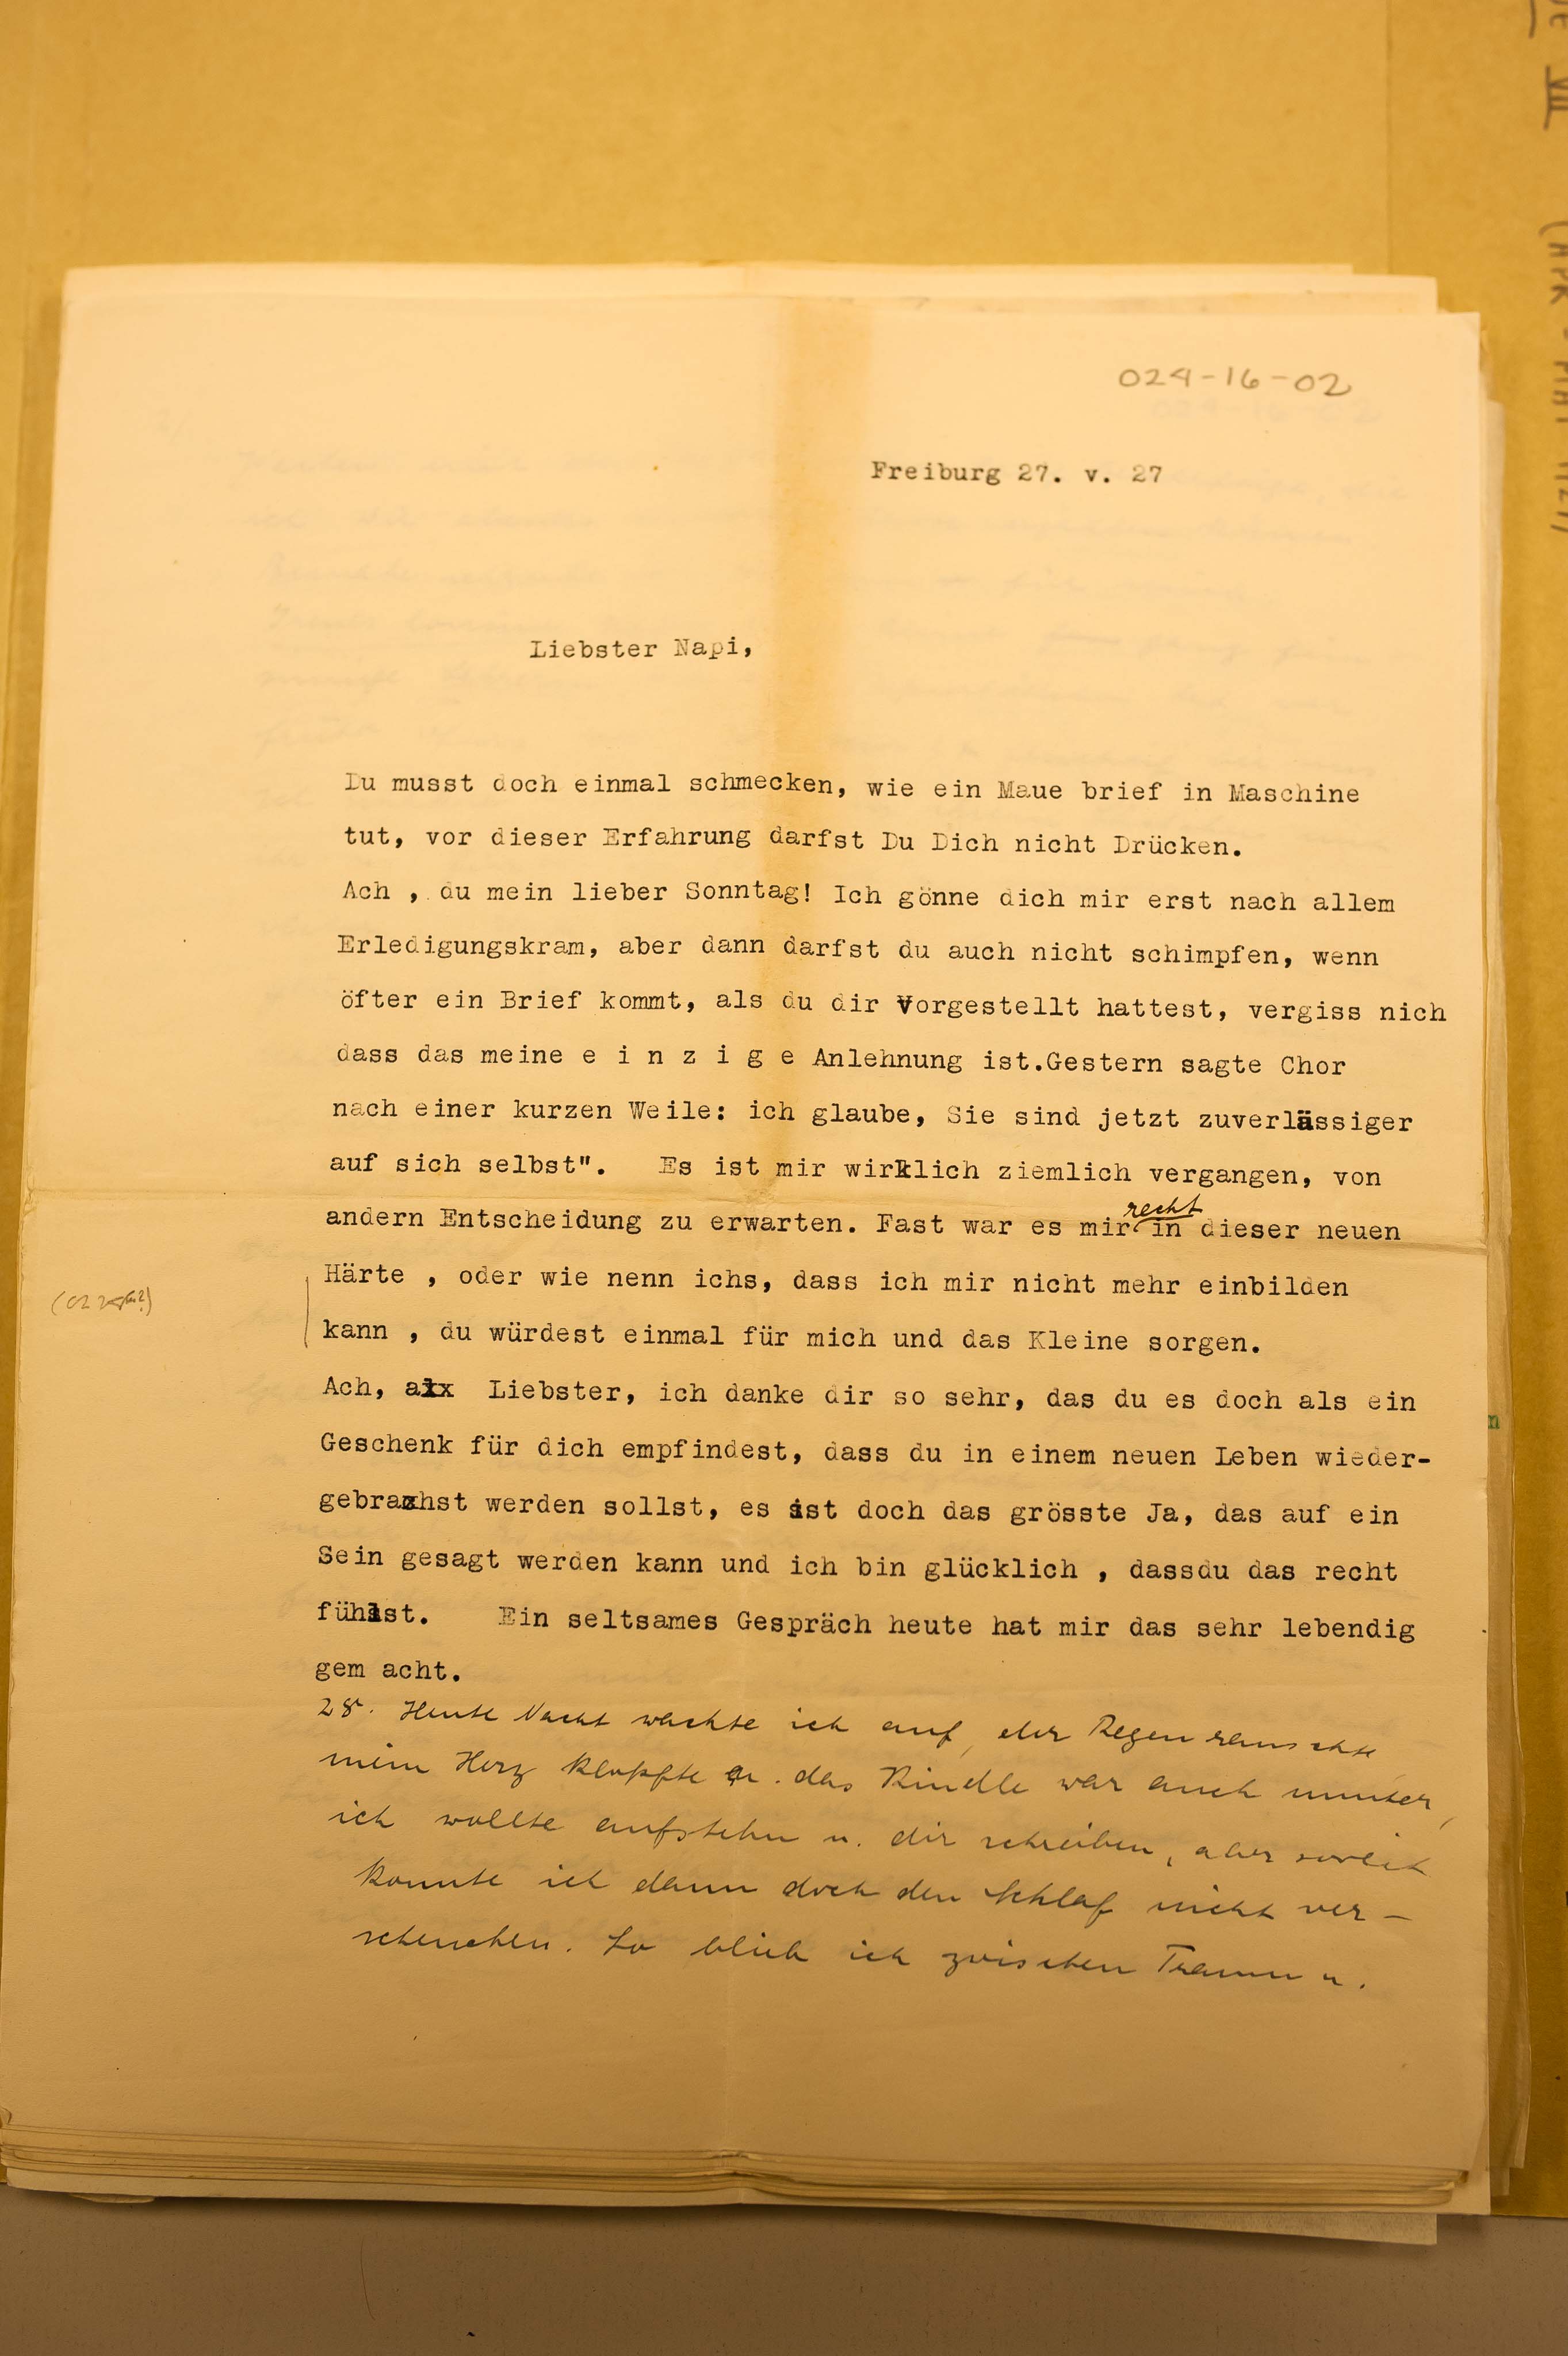 024-16-02
Freiburg 27. v. 27
Liebster Napi,
Du musst doch einmal schmecken, wie ein Maue brief in Maschine
tut, vor dieser Erfahrung darfst Du Dich nicht Drücken.
Ach , du mein lieber Sonntag! Ich gönne dich mir erst nach allem
Erledigungskram, aber dann darfst du auch nicht schimpfen, wenn
öfter ein Brief kommt, als du dir vorgestellt hattest, vergiss nich
dass das meine e i n z i g e Anlehnung ist.Gestern sagte Chor
nach einer kurzen Weile: ich glaube, Sie sind jetzt zuverlässiger
auf sich selbst". Es ist mir wirklich ziemlich vergangen, von
recht
andern Entscheidung zu erwarten. Fast war es mir in dieser neuen
Härte , oder wie nenn ichs, dass ich mir nicht mehr einbilden
kann , du würdest einmal für mich und das Kleine sorgen.
Ach, aix Liebster, ich danke dir so sehr, das du es doch als ein
Geschenk für dich empfindest, dass du in einem neuen Leben wieder-
gebrachst werden sollst, es ist doch das grösste Ja, das auf ein
Sein gesagt werden kann und ich bin glücklich , dassdu das recht
fühlst. Ein seltsames Gespräch heute hat mir das sehr lebendig
gem acht.
28. Heute Nacht wachte ich auf, der Regen rauschte
mein Herz klopfte u. das Kindle war auch munter,
ich wollte aufstehn u. dir schreiben, aber soweit
konnte ich dann doch den Schlaf nicht ver-
scheuchen. So blieb ich zwischen Traum u.